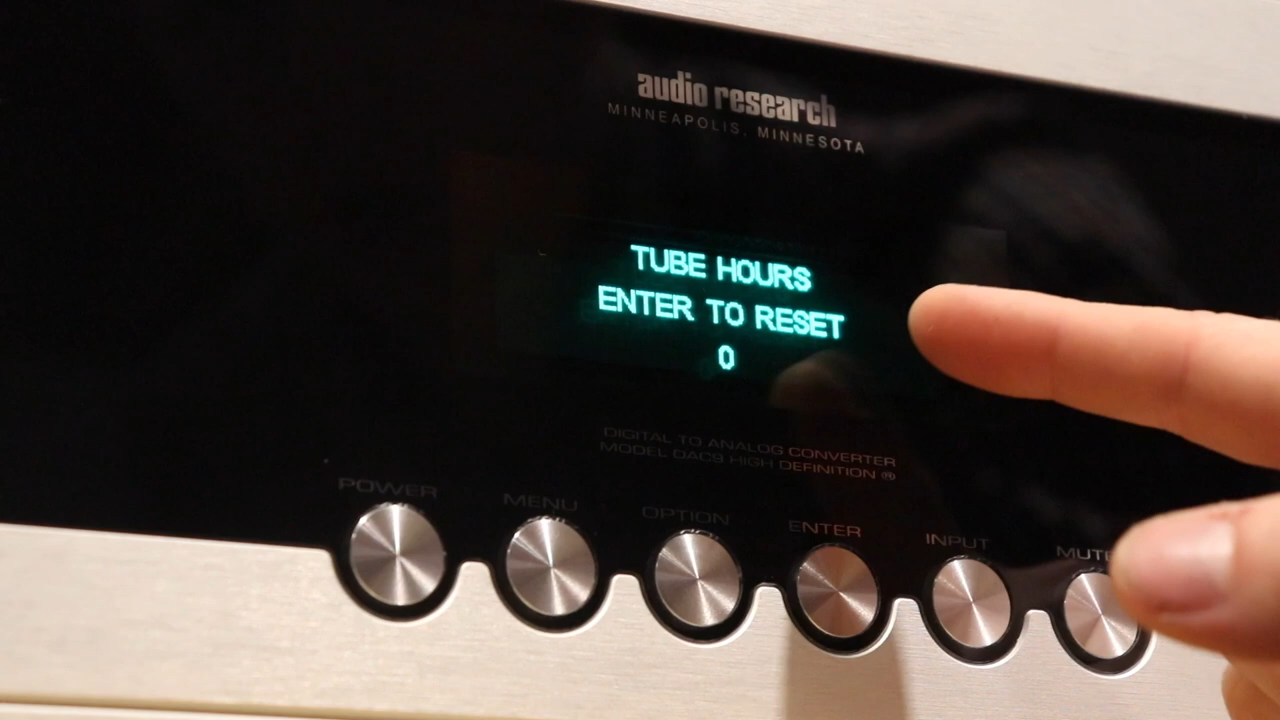 audio research
MINNEAPOLIS, MINNESOTA
TUBE HOURS
ENTER TO RESET
0
DIGITAL TO ANALOG CONVERTER
MODEL DAC9 HIGH DEFINITION ®
POWER
MENU
OPTION
ENTER
INPUT
MUTE